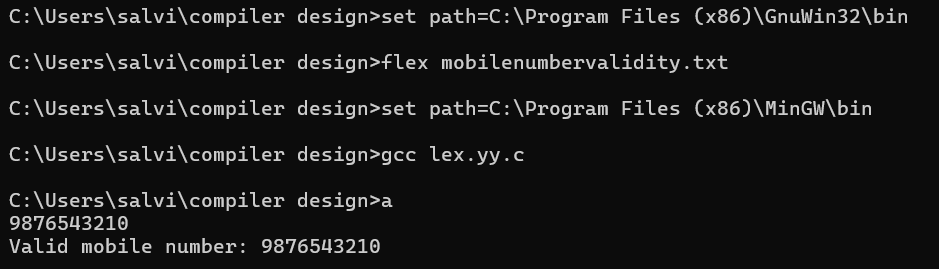 C:\Users\salvi\compiler design>set path=C:\Program Files (x86)\GnuWin32\bin
C:\Users\salvi\compiler design>flex mobilenumbervalidity.txt
C:\Users\salvi\compiler design>set path=C:\Program Files (x86)\MinGW\bin
C:\Users\salvi\compiler design>gcc lex.yy.c
C:\Users\salvi\compiler design>a
9876543210
Valid mobile number: 9876543210